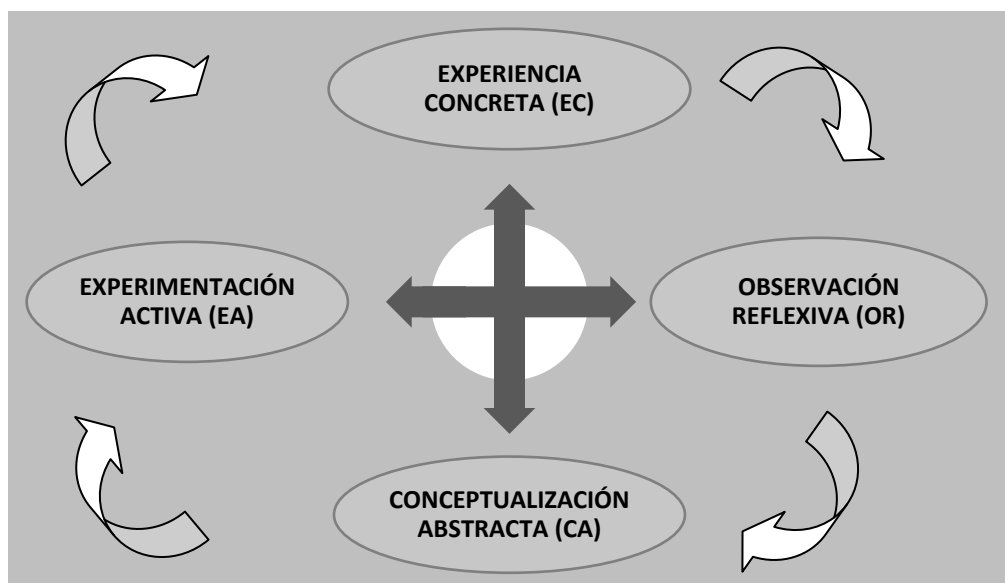 EXPERIENCIA
CONCRETA (EC)
EXPERIMENTACIÓN
ACTIVA (EA)
OBSERVACIÓN
REFLEXIVA (OR)
CONCEPTUALIZACIÓN
ABSTRACTA (CA)